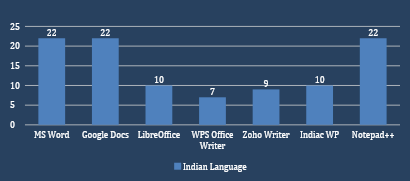 25
20
15
10
5
0
22
22
10
7
9
10
22
MS Word
Google Docs
LibreOffice
WPS Office
Writer
Zoho Writer
Indiac WP
Notepad++
Indian Language